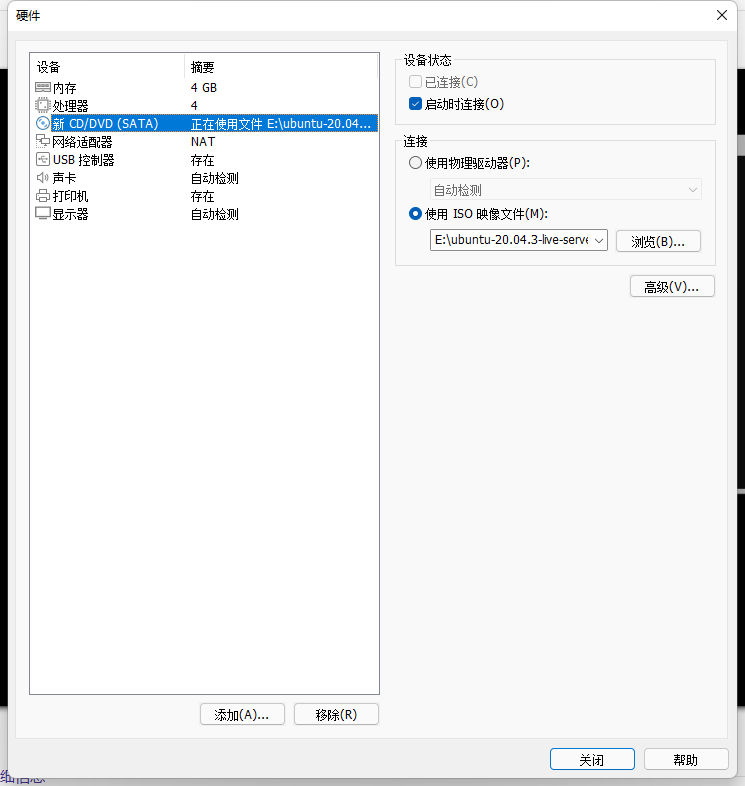 硬件
设备 摘要
内存 4 GB
处理器 4
新 CD/DVD (SATA) 正在使用文件 E:\ubuntu-20.04...
网络适配器 NAT
USB 控制器 存在
声卡 自动检测
打印机 存在
显示器 自动检测
设备状态
已连接(C)
启动时连接(O)
连接
使用物理驱动器(P):
自动检测
使用 ISO 映像文件(M):
E:\ubuntu-20.04.3-live-serve
浏览(B)...
高级(V)...
添加(A)... 移除(R)
关闭 帮助
细信息